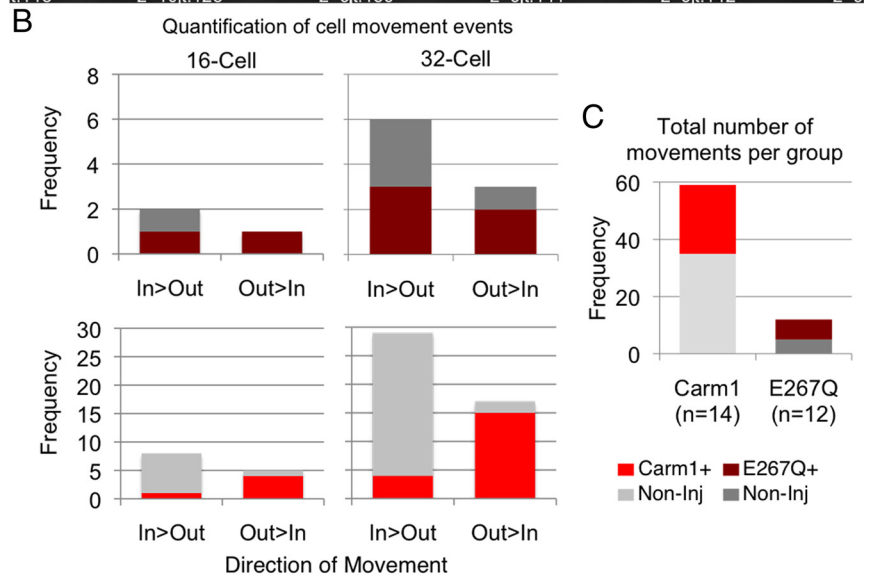 B
Quantification of cell movement events
16-Cell
32-Cell
Frequency
8
6
4
2
0
In>Out Out>In
In>Out Out>In
Frequency
30
25
20
15
10
5
0
In>Out Out>In
In>Out Out>In
Direction of Movement
C
Total number of
movements per group
Frequency
60
40
20
0
Carm1 E267Q
(n=14) (n=12)
Carm1+ E267Q+
Non-Inj Non-Inj